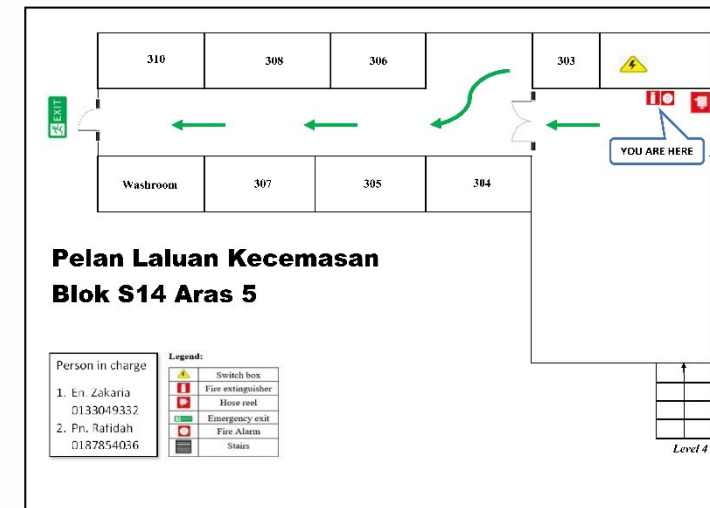 310
308
306
303
EXIT
YOU ARE HERE
Washroom
307
305
304
Pelan Laluan Kecemasan
Blok S14 Aras 5
Person in charge
1. En. Zakaria
0133049332
2. Pn. Rafidah
0187854036
Legend:
Switch box
Fire extinguisher
Hose reel
Emergency exit
Fire Alarm
Stairs
Level 4